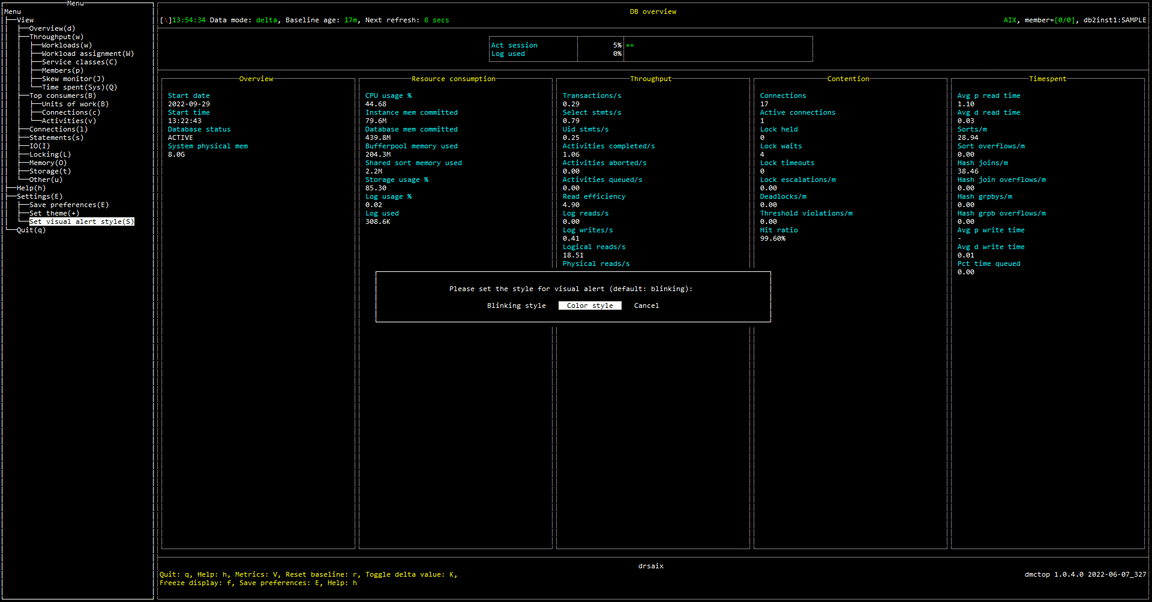 Menu
Menu
View
Overview(d)
Throughput(w)
Workloads(w)
Workload assignment(W)
Service classes(C)
Members(p)
Skew monitor(J)
Time spent(Sys)(Q)
Top consumers(B)
Units of work(B)
Connections(c)
Activities(v)
Connections(l)
Statements(s)
IO(I)
Locking(L)
Memory(O)
Storage(t)
Other(u)
Help(h)
Settings(E)
Save preferences(E)
Set theme(+)
Set visual alert style(S)
Quit(q)
DB overview
[\]13:54:34 Data mode: delta, Baseline age: 17m, Next refresh: 8 secs
AIX, member=[0/0], db2inst1:SAMPLE
Act session 5% **
Log used 0%
Overview
Start date
2022-09-29
Start time
13:22:43
Database status
ACTIVE
System physical mem
8.0G
Resource consumption
CPU usage %
44.68
Instance mem committed
79.6M
Database mem committed
439.8M
Bufferpool memory used
204.3M
Shared sort memory used
2.2M
Storage usage %
85.30
Log usage %
0.02
Log used
308.6K
Throughput
Transactions/s
0.29
Select stmts/s
0.79
Uid stmts/s
0.25
Activities completed/s
1.06
Activities aborted/s
0.00
Activities queued/s
0.00
Read efficiency
4.90
Log reads/s
0.00
Log writes/s
0.41
Logical reads/s
18.51
Physical reads/s
Contention
Connections
17
Active connections
1
Lock held
0
Lock waits
4
Lock timeouts
0
Lock escalations/m
0.00
Deadlocks/m
0.00
Threshold violations/m
0.00
Hit ratio
99.60%
Timespent
Avg p read time
1.10
Avg d read time
0.03
Sorts/m
28.94
Sort overflows/m
0.00
Hash joins/m
38.46
Hash join overflows/m
0.00
Hash grpbys/m
0.00
Hash grpb overflows/m
0.00
Avg p write time
-
Avg d write time
0.01
Pct time queued
0.00
Please set the style for visual alert (default: blinking):
Blinking style Color style Cancel
drsaix
Quit: q, Help: h, Metrics: V, Reset baseline: r, Toggle delta value: K,
Freeze display: f, Save preferences: E, Help: h
dmctop 1.0.4.0 2022-06-07_327